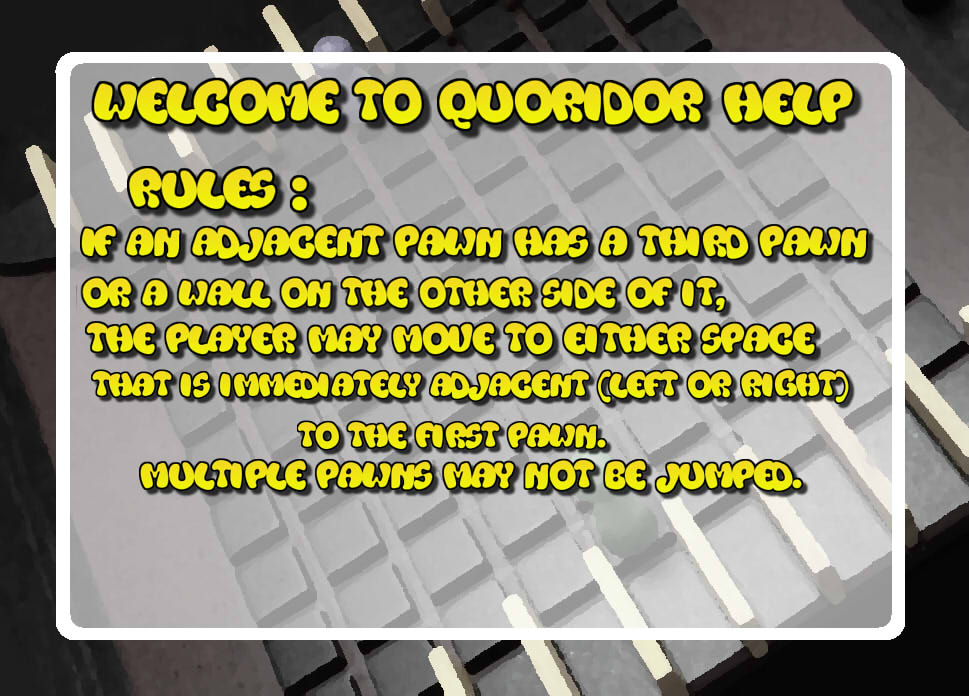 WELCOME TO QUORIDOR HELP
RULES :
IF AN ADJACENT PAWN HAS A THIRD PAWN
OR A WALL ON THE OTHER SIDE OF IT,
THE PLAYER MAY MOVE TO EITHER SPACE
THAT IS IMMEDIATELY ADJACENT (LEFT OR RIGHT)
TO THE FIRST PAWN.
MULTIPLE PAWNS MAY NOT BE JUMPED.